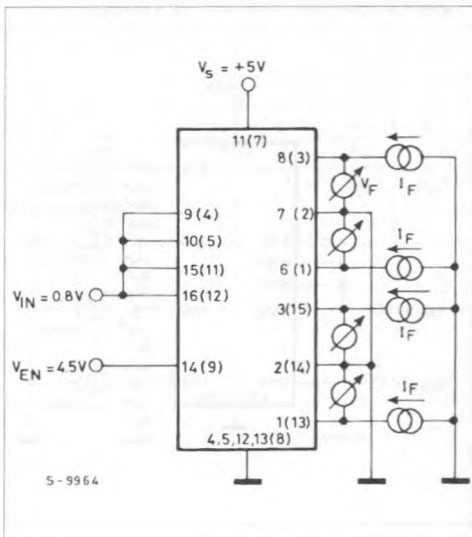 V_S = +5V
11(7)
8(3)
I_F
V_F
9(4)
7(2)
10(5)
I_F
15(11)
6(1)
V_IN = 0.8V
16(12)
3(15)
I_F
V_EN = 4.5V
14(9)
2(14)
I_F
1(13)
4.5,12,13(8)
S-9964